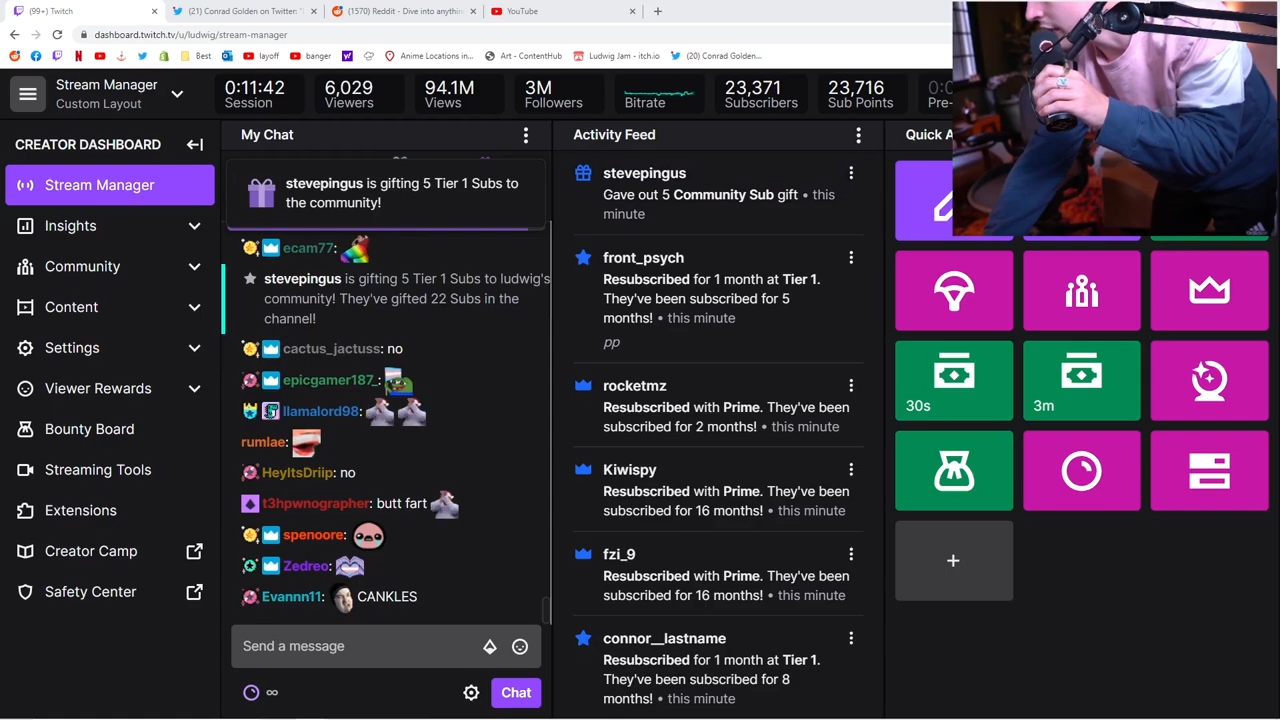 (99+) Twitch
(21) Conrad Golden on Twitter: "
(1570) Reddit - Dive into anythin
YouTube
dashboard.twitch.tv/u/ludwig/stream-manager
Best
layoff
banger
Anime Locations in...
Art - ContentHub
Ludwig Jam - itch.io
(20) Conrad Golden...
Stream Manager
Custom Layout
0:11:42
Session
6,029
Viewers
94.1M
Views
3M
Followers
Bitrate
23,371
Subscribers
23,716
Sub Points
Pre-
CREATOR DASHBOARD
Stream Manager
Insights
Community
Content
Settings
Viewer Rewards
Bounty Board
Streaming Tools
Extensions
Creator Camp
Safety Center
My Chat
stevepingus is gifting 5 Tier 1 Subs to
the community!
ecam77:
stevepingus is gifting 5 Tier 1 Subs to ludwig's
community! They've gifted 22 Subs in the
channel!
cactus_jactuss: no
epicgamer187_:
llamalord98:
rumlae:
HeyItsDriip: no
t3hpwnographer: butt fart
spenoore:
Zedreo:
Evannn11: CANKLES
Send a message
∞
Chat
Activity Feed
stevepingus
Gave out 5 Community Sub gift • this
minute
front_psych
Resubscribed for 1 month at Tier 1.
They've been subscribed for 5
months! • this minute
pp
rocketmz
Resubscribed with Prime. They've been
subscribed for 2 months! • this minute
Kiwispy
Resubscribed with Prime. They've been
subscribed for 16 months! • this minute
fzi_9
Resubscribed with Prime. They've been
subscribed for 16 months! • this minute
connor__lastname
Resubscribed for 1 month at Tier 1.
They've been subscribed for 8
months! • this minute
Quick A
30s
3m